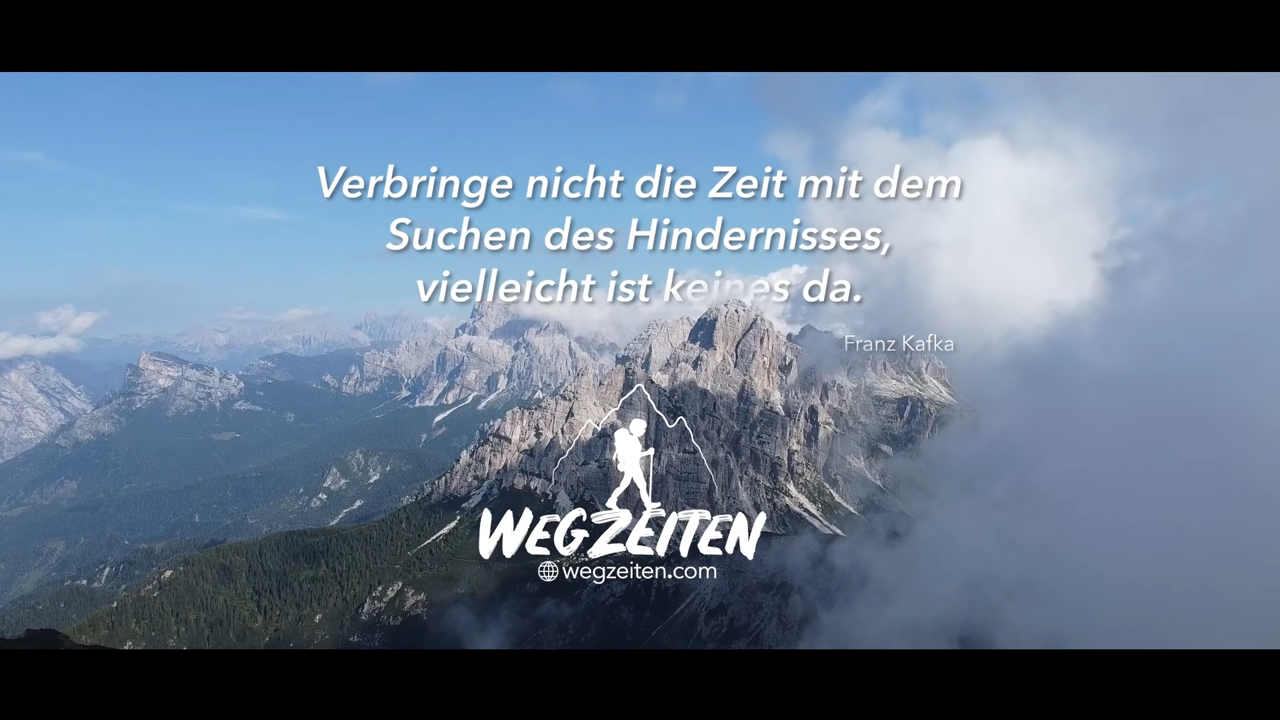 Verbringe nicht die Zeit mit dem
Suchen des Hindernisses,
vielleicht ist keines da.
Franz Kafka
WEGZEITEN
wegzeiten.com